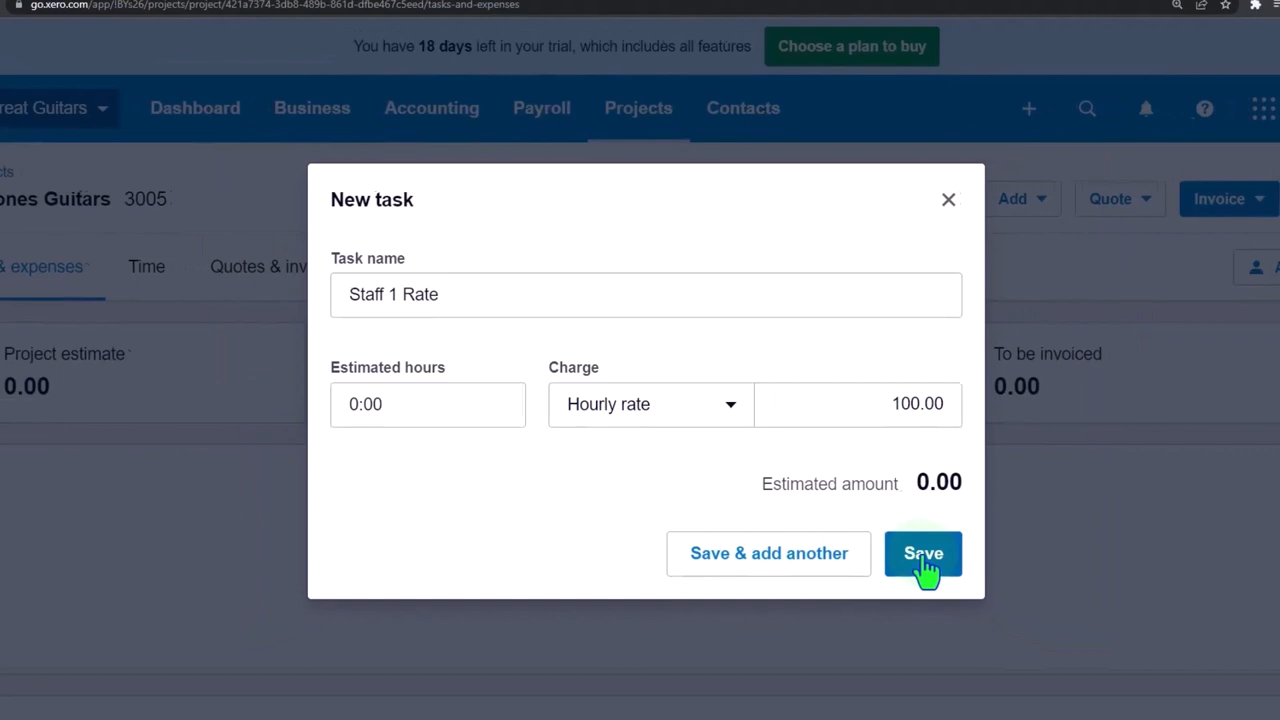 go.xero.com/app/!BYs26/projects/project/421a7374-3db8-489b-861d-dfbe467c5eed/tasks-and-expenses
You have 18 days left in your trial, which includes all features
Choose a plan to buy
reat Guitars
Dashboard
Business
Accounting
Payroll
Projects
Contacts
cts
ones Guitars 3005
Add
Quote
Invoice
& expenses
Time
Quotes & inv
A
Project estimate
0.00
To be invoiced
0.00
New task
Task name
Staff 1 Rate
Estimated hours
Charge
0:00
Hourly rate
100.00
Estimated amount 0.00
Save & add another
Save